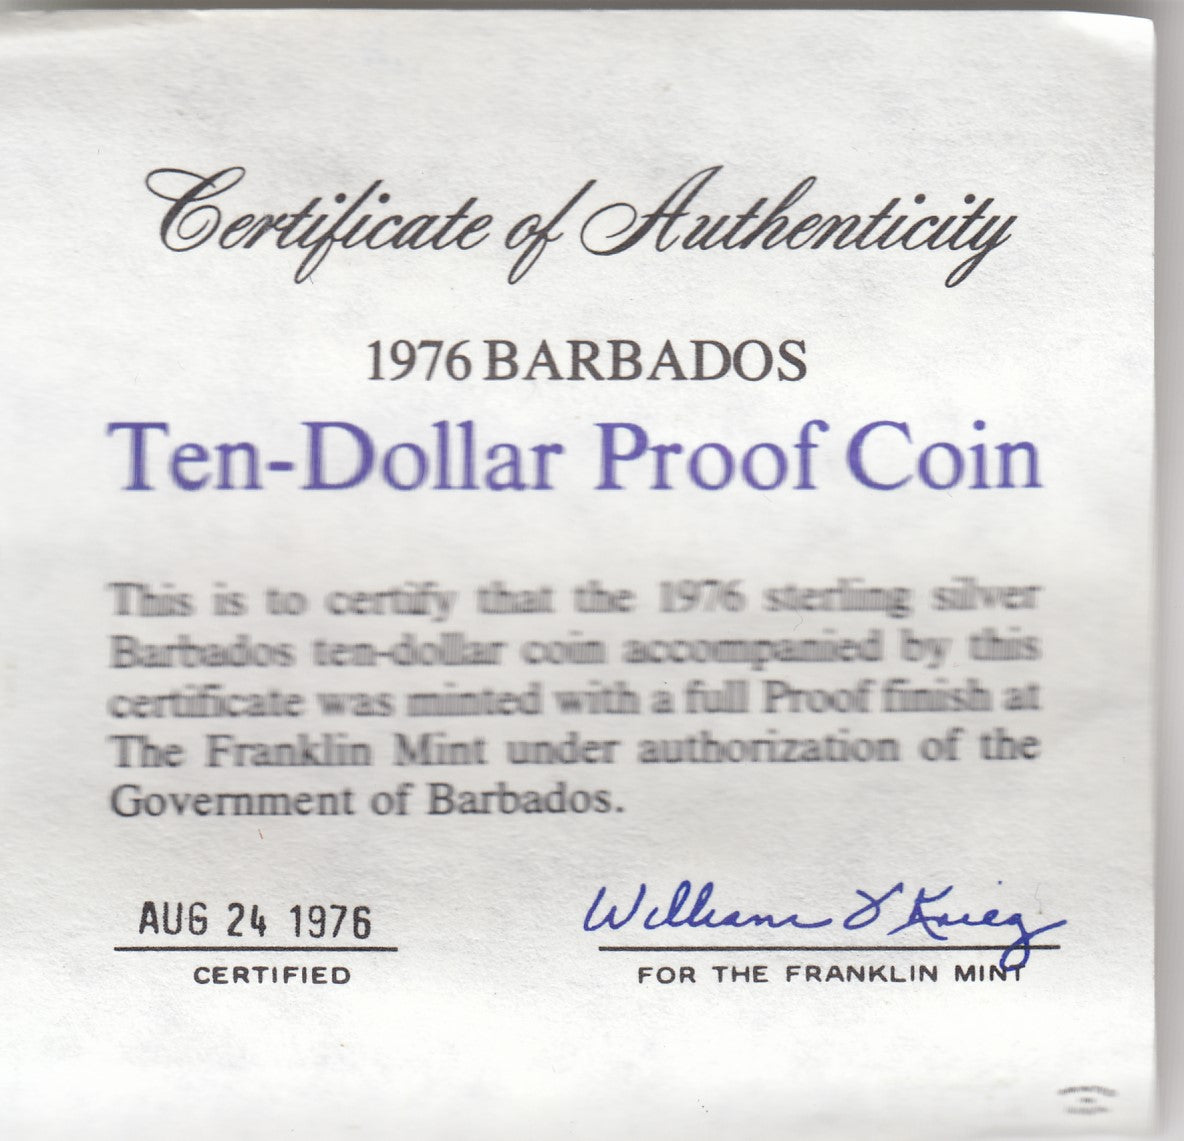 Certificate of Authenticity
1976 BARBADOS
Ten-Dollar Proof Coin
This is to certify that the 1976 sterling silver
Barbados ten-dollar coin accompanied by this
certificate was minted with a full Proof finish at
The Franklin Mint under authorization of the
Government of Barbados.
AUG 24 1976
William Krieg
CERTIFIED
FOR THE FRANKLIN MINT